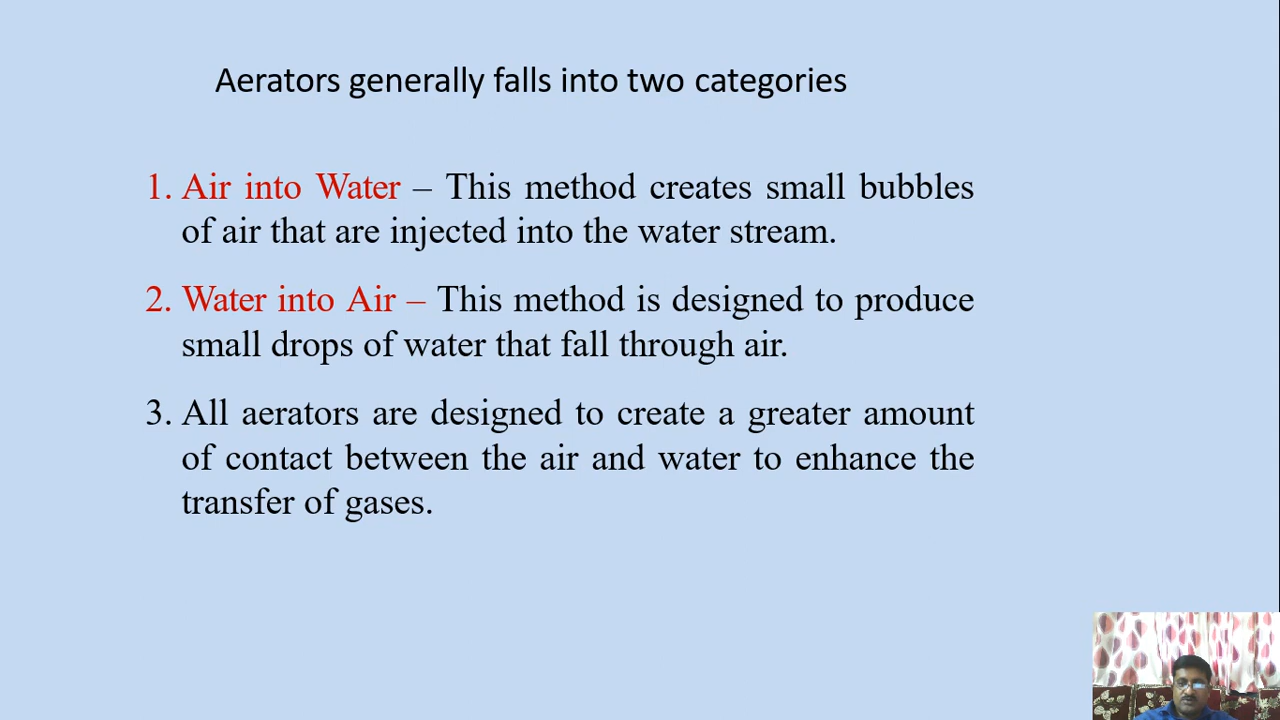 Aerators generally falls into two categories
1. Air into Water – This method creates small bubbles
of air that are injected into the water stream.
2. Water into Air – This method is designed to produce
small drops of water that fall through air.
3. All aerators are designed to create a greater amount
of contact between the air and water to enhance the
transfer of gases.